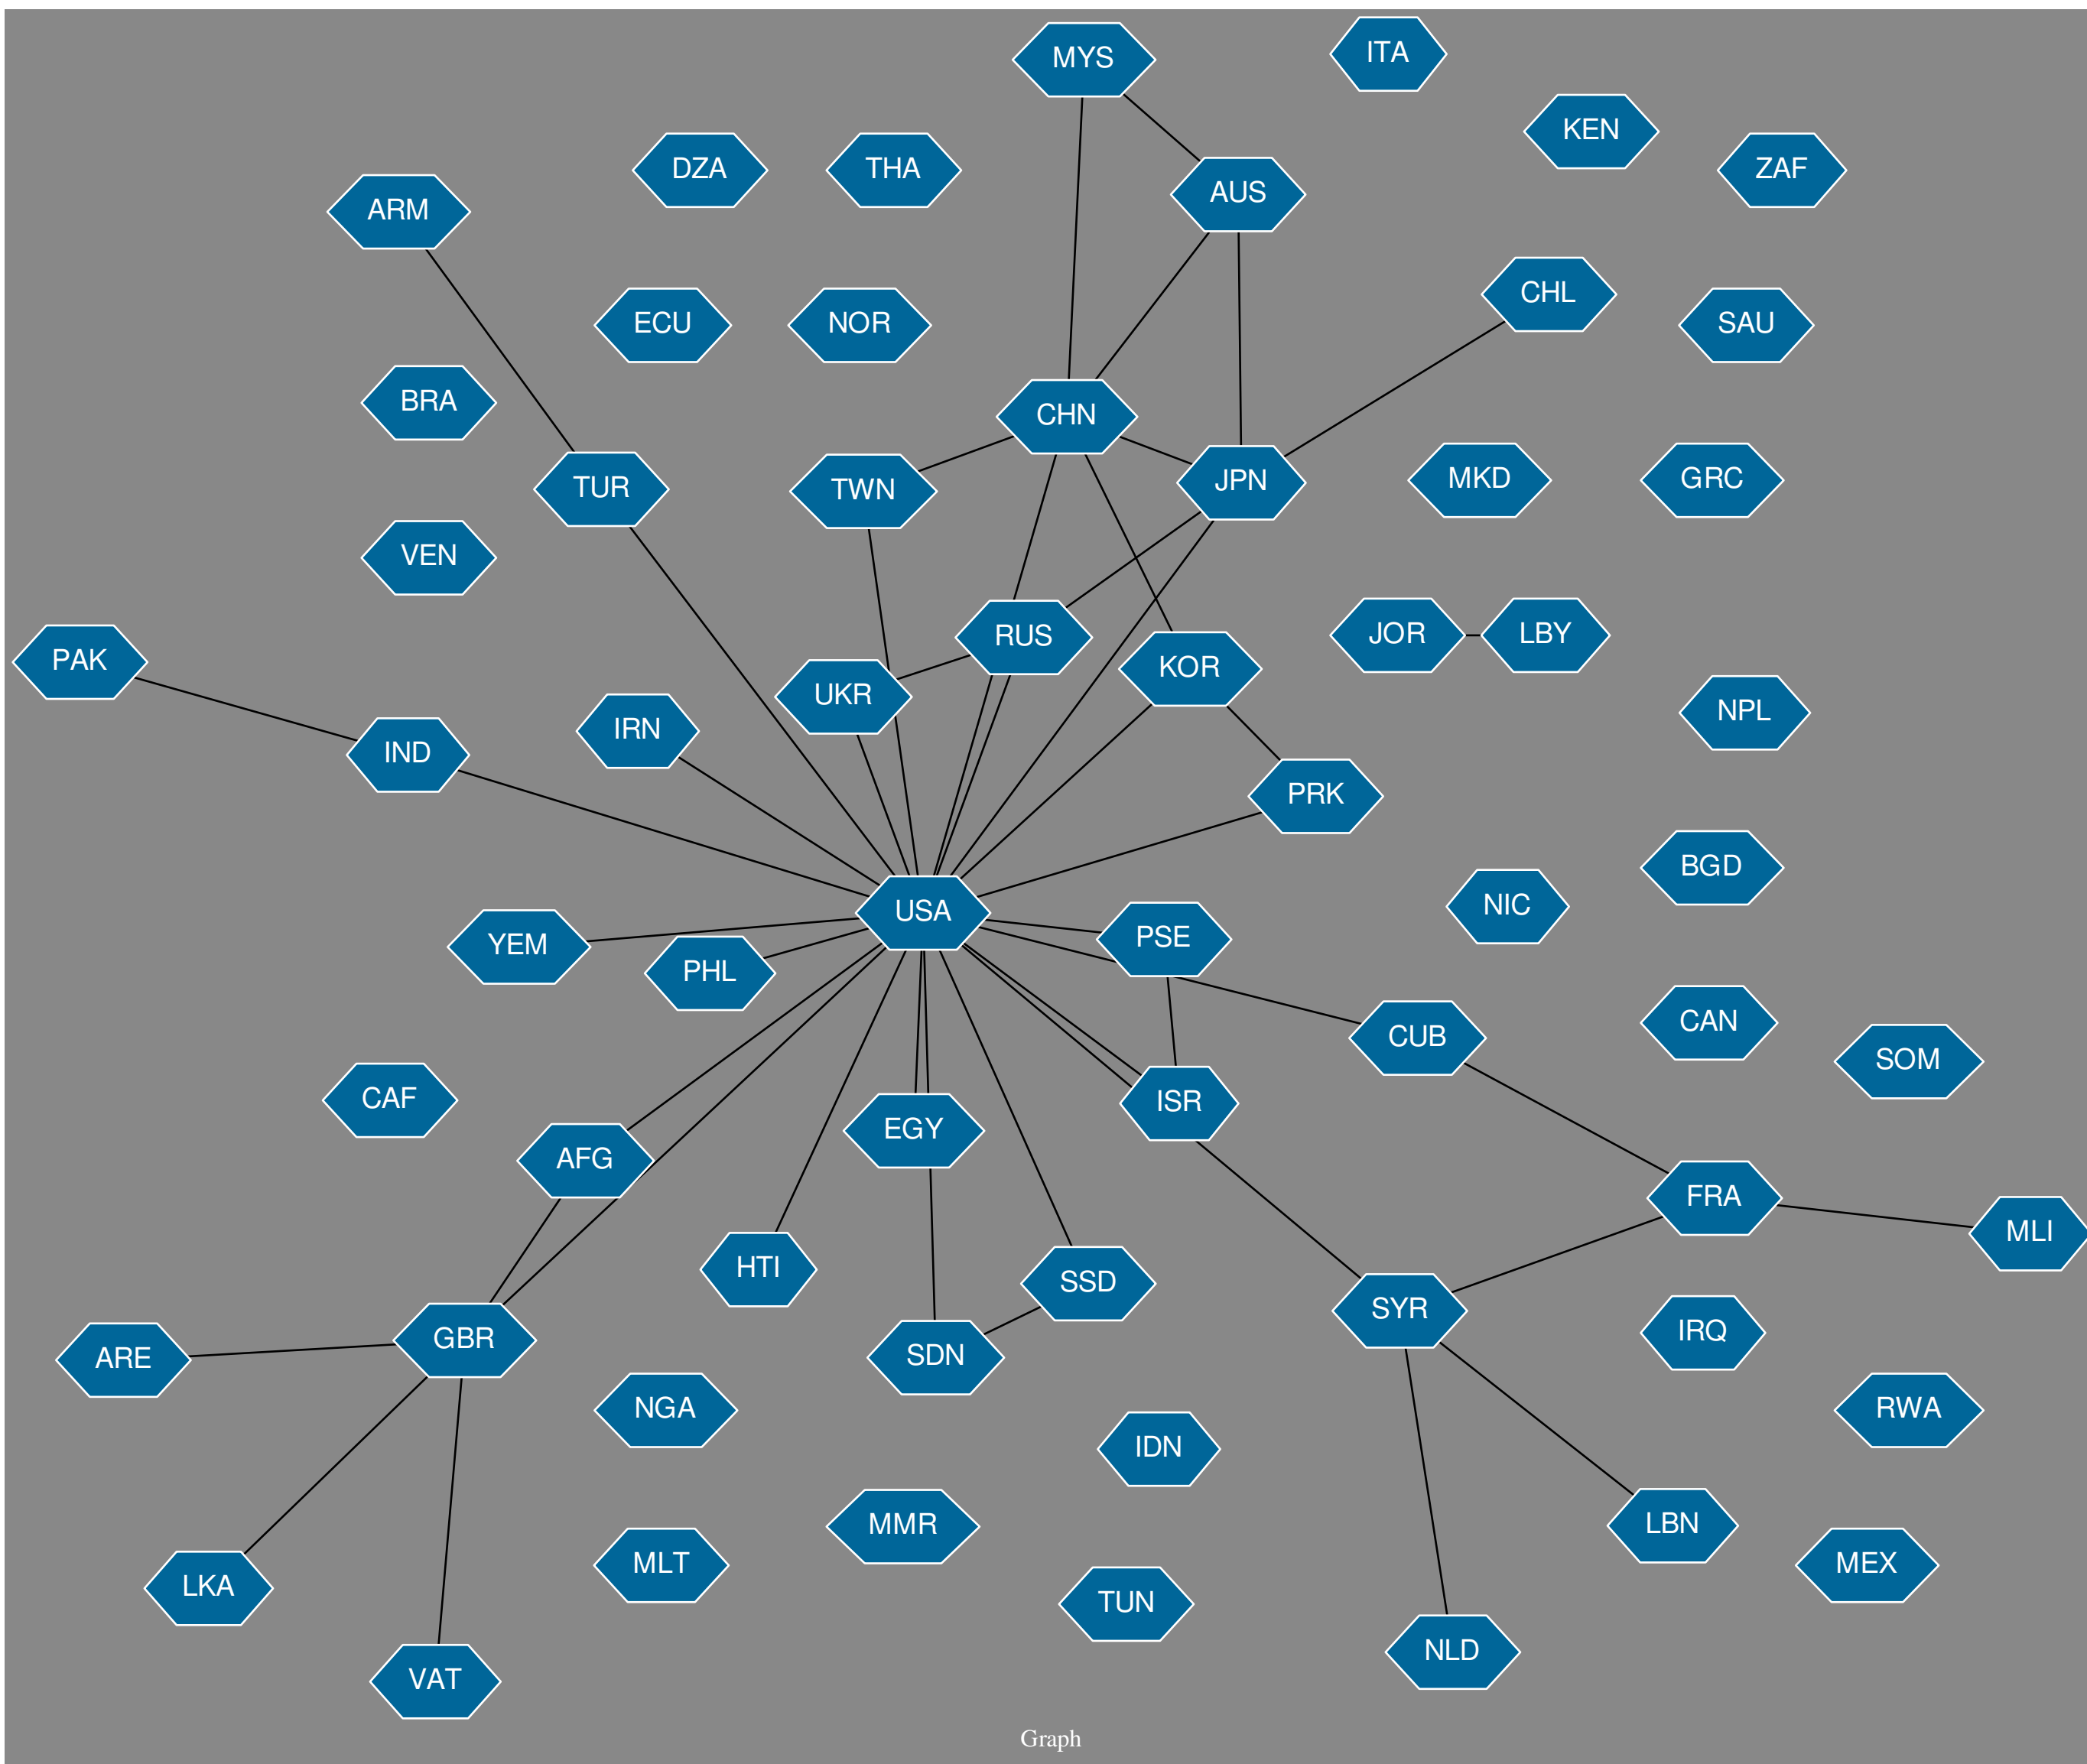 MYS
ITA
KEN
DZA
THA
ZAF
AUS
ARM
CHL
ECU
NOR
SAU
BRA
CHN
TUR
TWN
JPN
MKD
GRC
VEN
RUS
JOR
LBY
PAK
KOR
UKR
NPL
IRN
IND
PRK
BGD
NIC
USA
PSE
YEM
PHL
CAN
CUB
SOM
CAF
ISR
EGY
AFG
FRA
MLI
HTI
SSD
SYR
IRQ
GBR
SDN
ARE
NGA
RWA
IDN
MMR
LBN
MLT
MEX
LKA
TUN
NLD
VAT
Graph